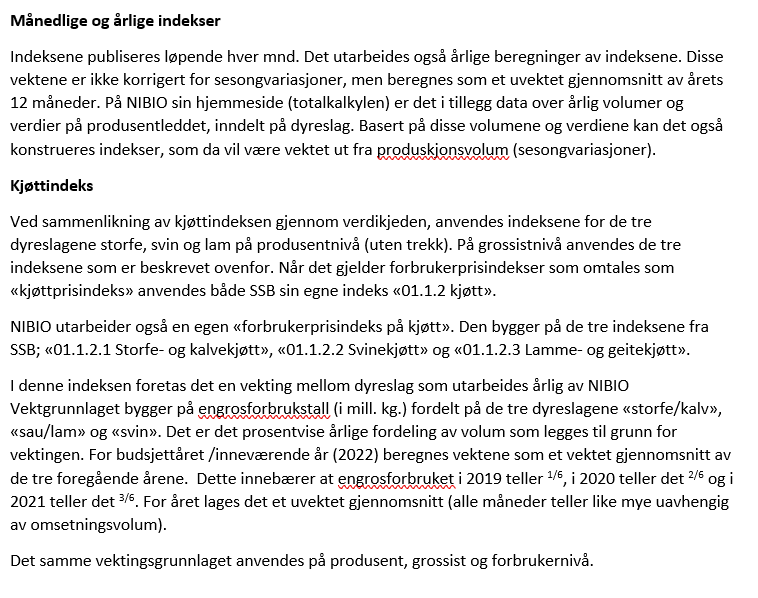 Månedlige og årlige indekser
Indeksene publiseres løpende hver mnd. Det utarbeides også årlige beregninger av indeksene. Disse
vektene er ikke korrigert for sesongvariasjoner, men beregnes som et uvektet gjennomsnitt av årets
12 måneder. På NIBIO sin hjemmeside (totalkalkylen) er det i tillegg data over årlig volumer og
verdier på produsentleddet, inndelt på dyreslag. Basert på disse volumene og verdiene kan det også
konstrueres indekser, som da vil være vektet ut fra produskjonsvolum (sesongvariasjoner).
Kjøttindeks
Ved sammenlikning av kjøttindeksen gjennom verdikjeden, anvendes indeksene for de tre
dyreslagene storfe, svin og lam på produsentnivå (uten trekk). På grossistnivå anvendes de tre
indeksene som er beskrevet ovenfor. Når det gjelder forbrukerprisindekser som omtales som
«kjøttprisindeks» anvendes både SSB sin egne indeks «01.1.2 kjøtt».
NIBIO utarbeider også en egen «forbrukerprisindeks på kjøtt». Den bygger på de tre indeksene fra
SSB; «01.1.2.1 Storfe- og kalvekjøtt», «01.1.2.2 Svinekjøtt» og «01.1.2.3 Lamme- og geitekjøtt».
I denne indeksen foretas det en vekting mellom dyreslag som utarbeides årlig av NIBIO
Vektgrunnlaget bygger på engrosforbrukstall (i mill. kg.) fordelt på de tre dyreslagene «storfe/kalv»,
«sau/lam» og «svin». Det er det prosentvise årlige fordeling av volum som legges til grunn for
vektingen. For budsjettåret /inneværende år (2022) beregnes vektene som et vektet gjennomsnitt av
de tre foregående årene.  Dette innebærer at engrosforbruket i 2019 teller 1/6, i 2020 teller det 2/6 og i
2021 teller det 3/6. For året lages det et uvektet gjennomsnitt (alle måneder teller like mye uavhengig
av omsetningsvolum).
Det samme vektingsgrunnlaget anvendes på produsent, grossist og forbrukernivå.